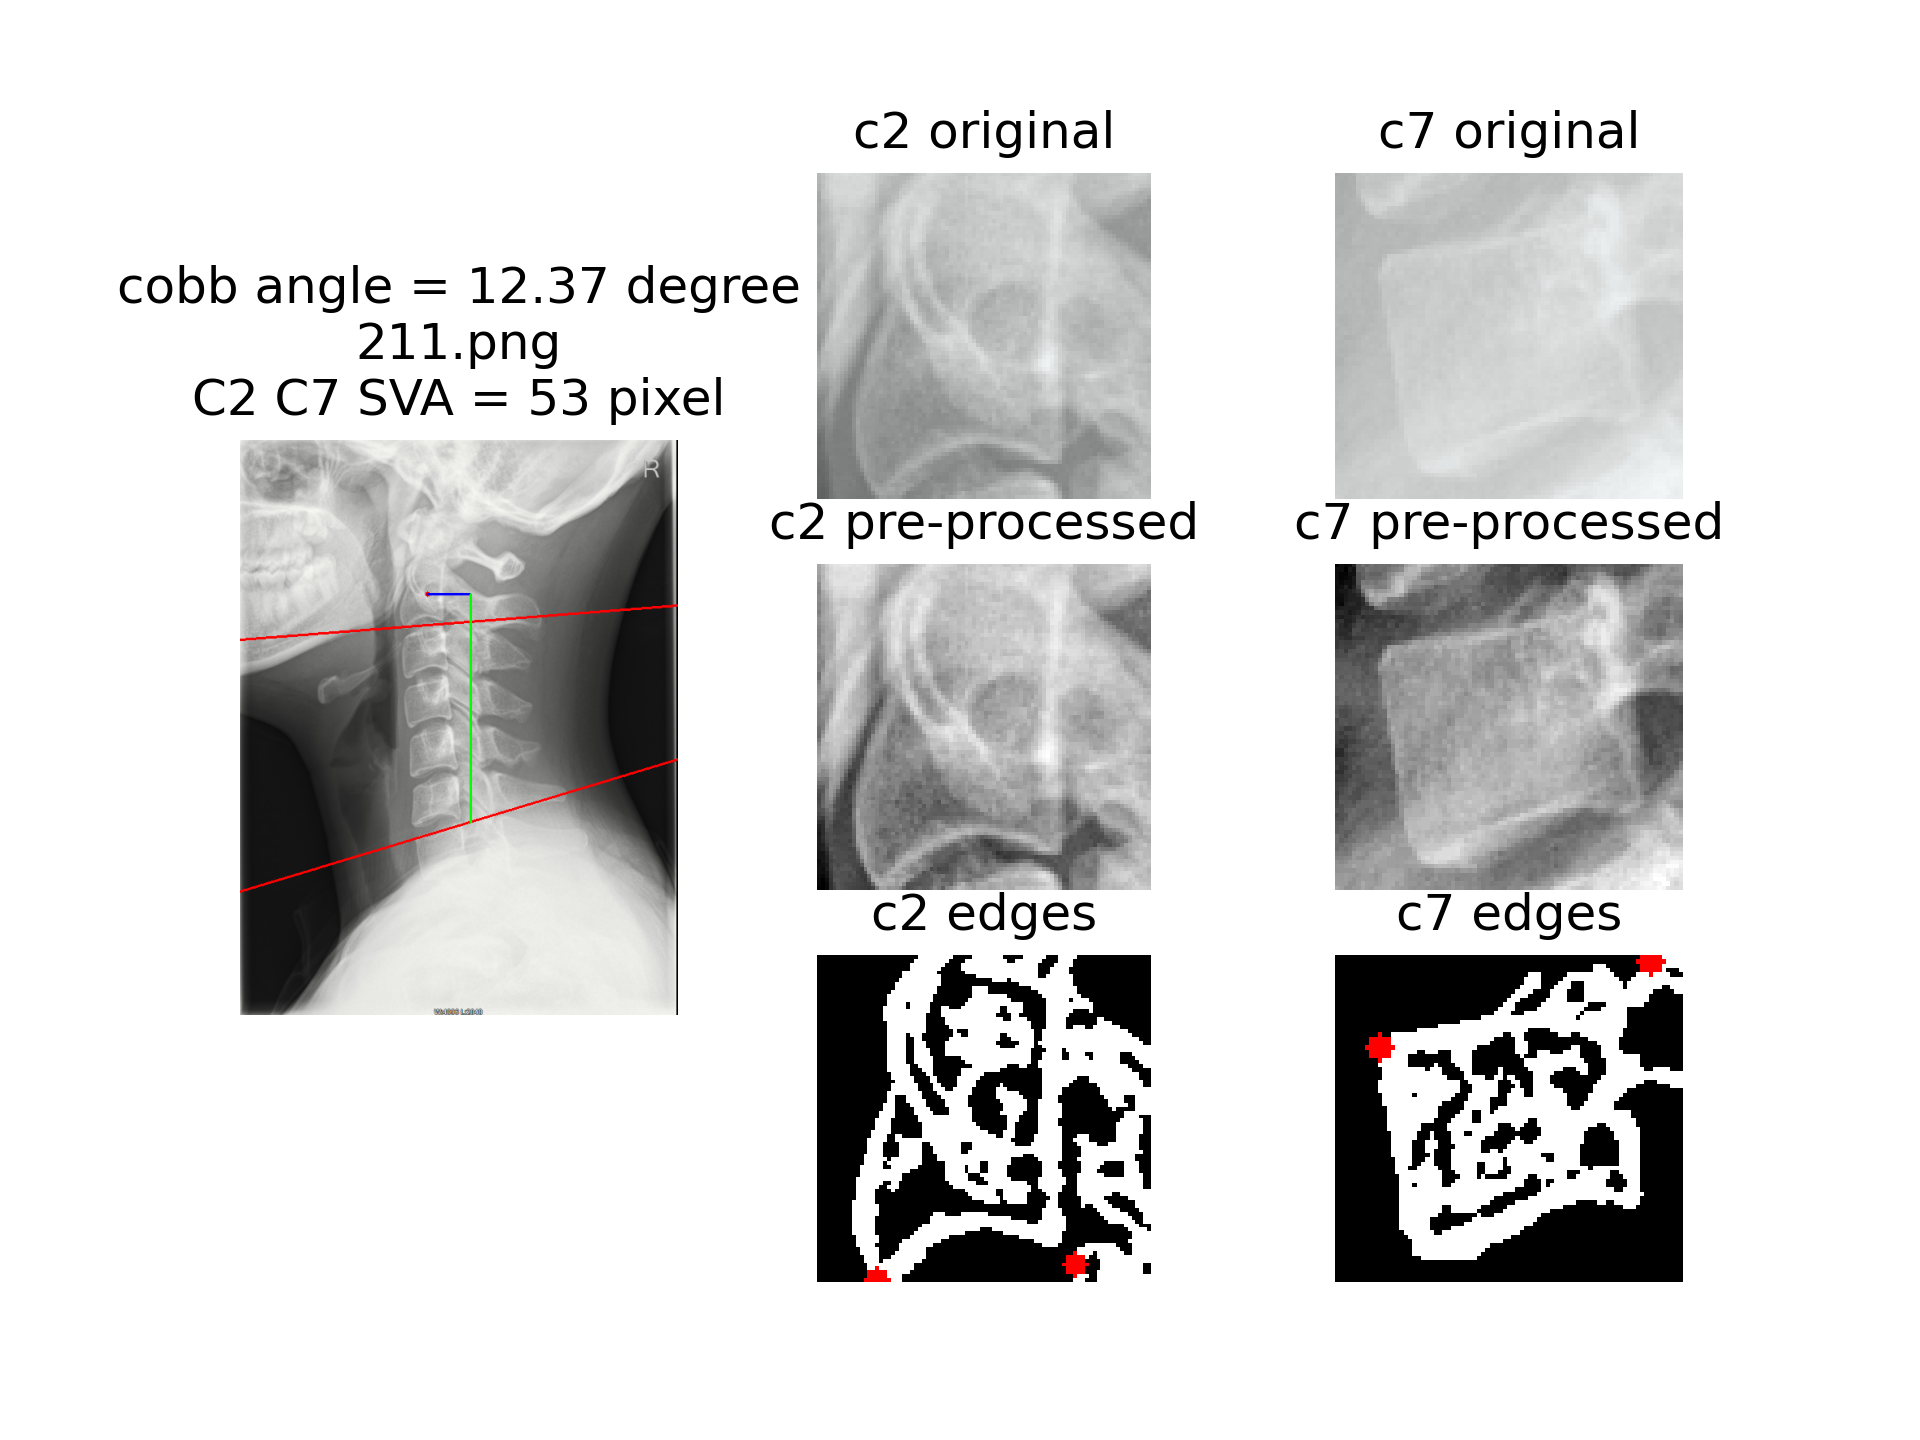 cobb angle = 12.37 degree
211.png
C2 C7 SVA = 53 pixel
R
c2 original
c7 original
c2 pre-processed
c7 pre-processed
c2 edges
c7 edges